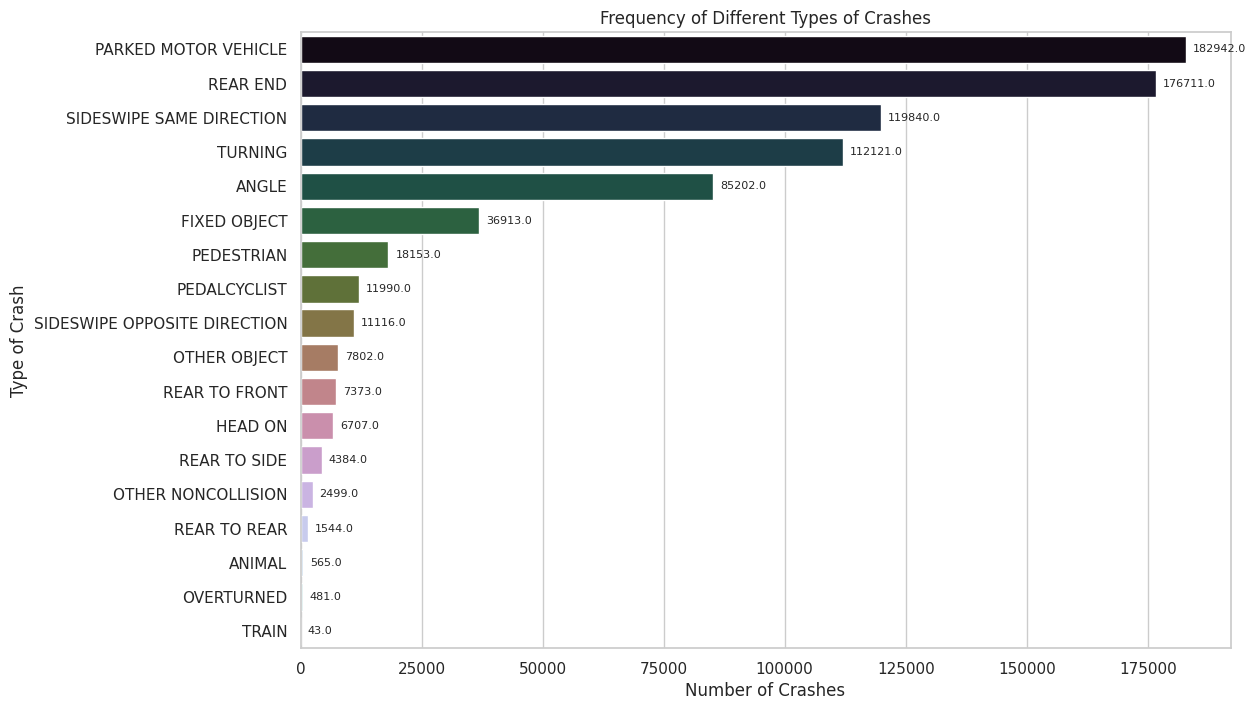 Frequency of Different Types of Crashes
Type of Crash
PARKED MOTOR VEHICLE 182942.0
REAR END 176711.0
SIDESWIPE SAME DIRECTION 119840.0
TURNING 112121.0
ANGLE 85202.0
FIXED OBJECT 36913.0
PEDESTRIAN 18153.0
PEDALCYCLIST 11990.0
SIDESWIPE OPPOSITE DIRECTION 11116.0
OTHER OBJECT 7802.0
REAR TO FRONT 7373.0
HEAD ON 6707.0
REAR TO SIDE 4384.0
OTHER NONCOLLISION 2499.0
REAR TO REAR 1544.0
ANIMAL 565.0
OVERTURNED 481.0
TRAIN 43.0
0 25000 50000 75000 100000 125000 150000 175000
Number of Crashes